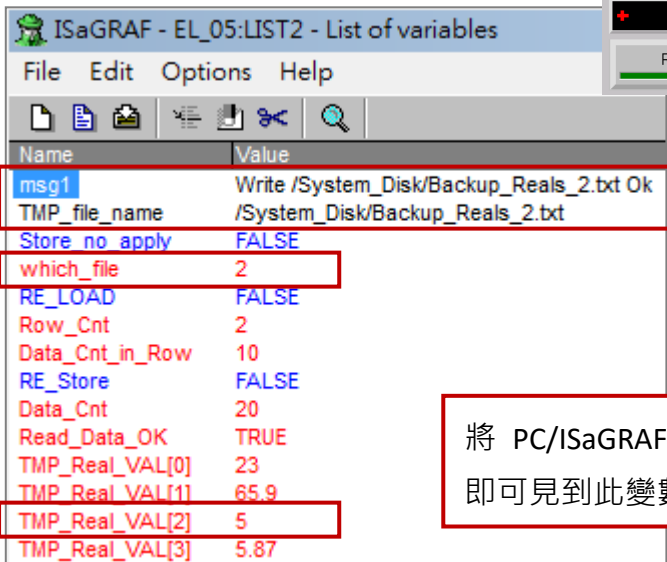 ISaGRAF - EL_05:LIST2 - List of variables
File Edit Options Help
Name Value
msg1 Write /System_Disk/Backup_Reals_2.txt Ok
TMP_file_name /System_Disk/Backup_Reals_2.txt
Store_no_apply FALSE
which_file 2
RE_LOAD FALSE
Row_Cnt 2
Data_Cnt_in_Row 10
RE_Store FALSE
Data_Cnt 20
Read_Data_OK TRUE
TMP_Real_VAL[0] 23
TMP_Real_VAL[1] 65.9
TMP_Real_VAL[2] 5
TMP_Real_VAL[3] 5.87
將 PC/ISaGRAF
即可見到此變數